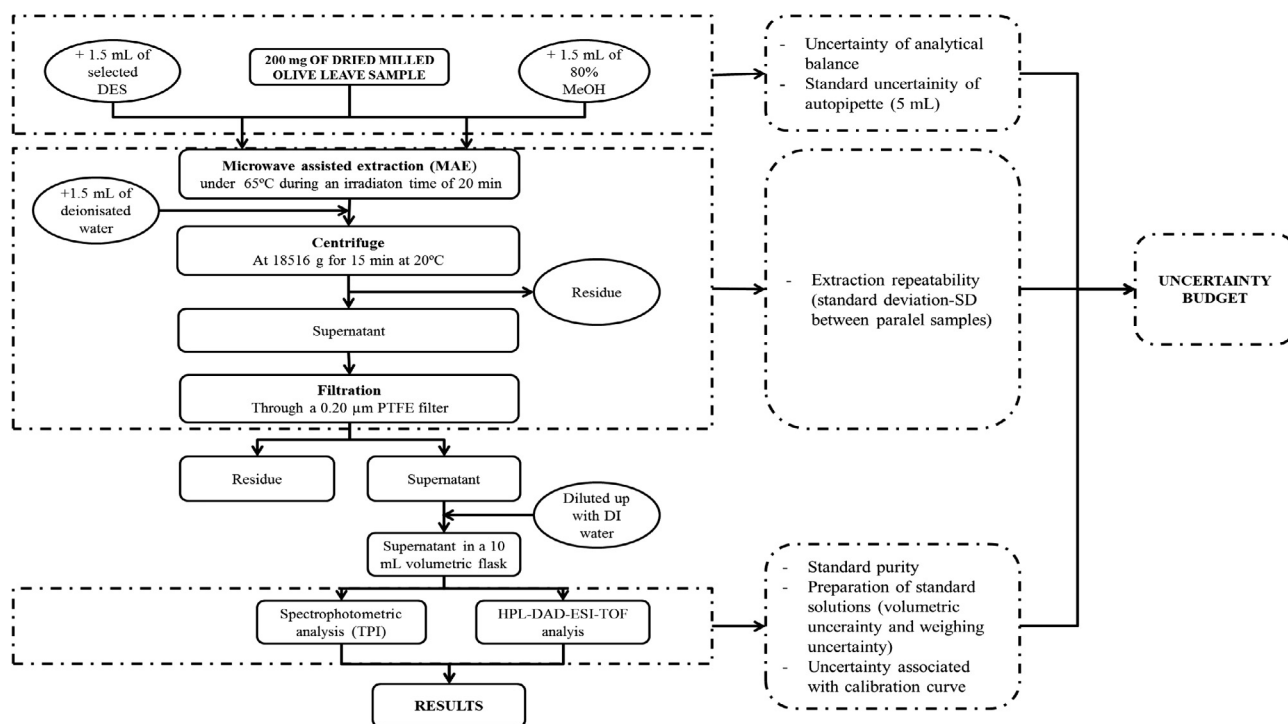 + 1.5 mL of
selected
DES
200 mg OF DRIED MILLED
OLIVE LEAVE SAMPLE
+ 1.5 mL of
80%
MeOH
- Uncertainty of analytical
balance
- Standard uncertainity of
autopipette (5 mL)
Microwave assisted extraction (MAE)
under 65ºC during an irradiaton time of 20 min
+1.5 mL of
deionisated
water
Centrifuge
At 18516 g for 15 min at 20ºC
Residue
Supernatant
Filtration
Through a 0.20 µm PTFE filter
- Extraction repeatability
(standard deviation-SD
between paralel samples)
UNCERTAINTY
BUDGET
Residue
Supernatant
Diluted up
with DI
water
Supernatant in a 10
mL volumetric flask
Spectrophotometric
analysis (TPI)
HPL-DAD-ESI-TOF
analyis
- Standard purity
- Preparation of standard
solutions (volumetric
uncerainty and weighing
uncertainty)
- Uncertainty associated
with calibration curve
RESULTS